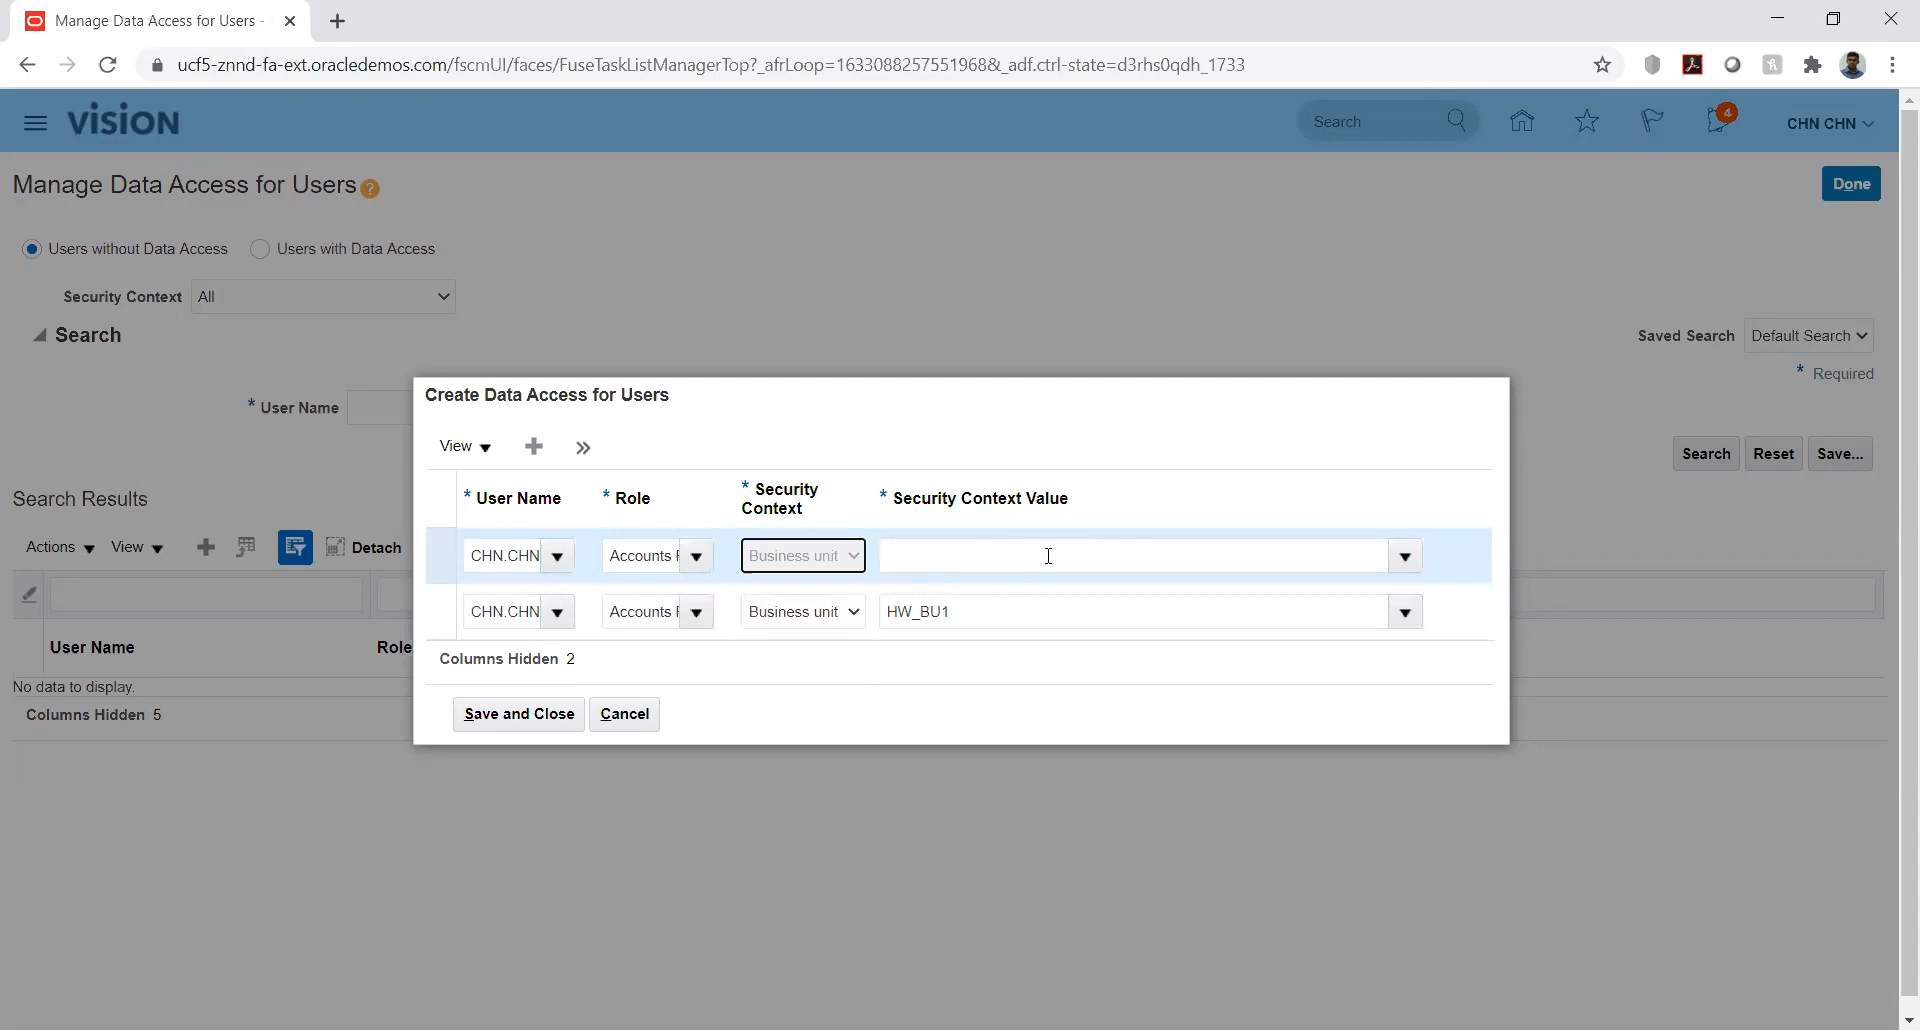 Manage Data Access for Users -
ucf5-znnd-fa-ext.oracledemos.com/fscmUI/faces/FuseTaskListManagerTop?_afrLoop=16330882575519​68&_adf.ctrl-state=d3rhs0qdh_1733
VISION
Search
4
CHN CHN
Manage Data Access for Users ?
Done
Users without Data Access Users with Data Access
Security Context All
Search
Saved Search Default Search
* Required
* User Name
Search Reset Save...
Search Results
Actions View Detach
User Name Role
No data to display.
Columns Hidden 5
Create Data Access for Users
View
* User Name * Role * Security Context * Security Context Value
CHN.CHN Accounts Business unit
CHN.CHN Accounts Business unit HW_BU1
Columns Hidden 2
Save and Close Cancel